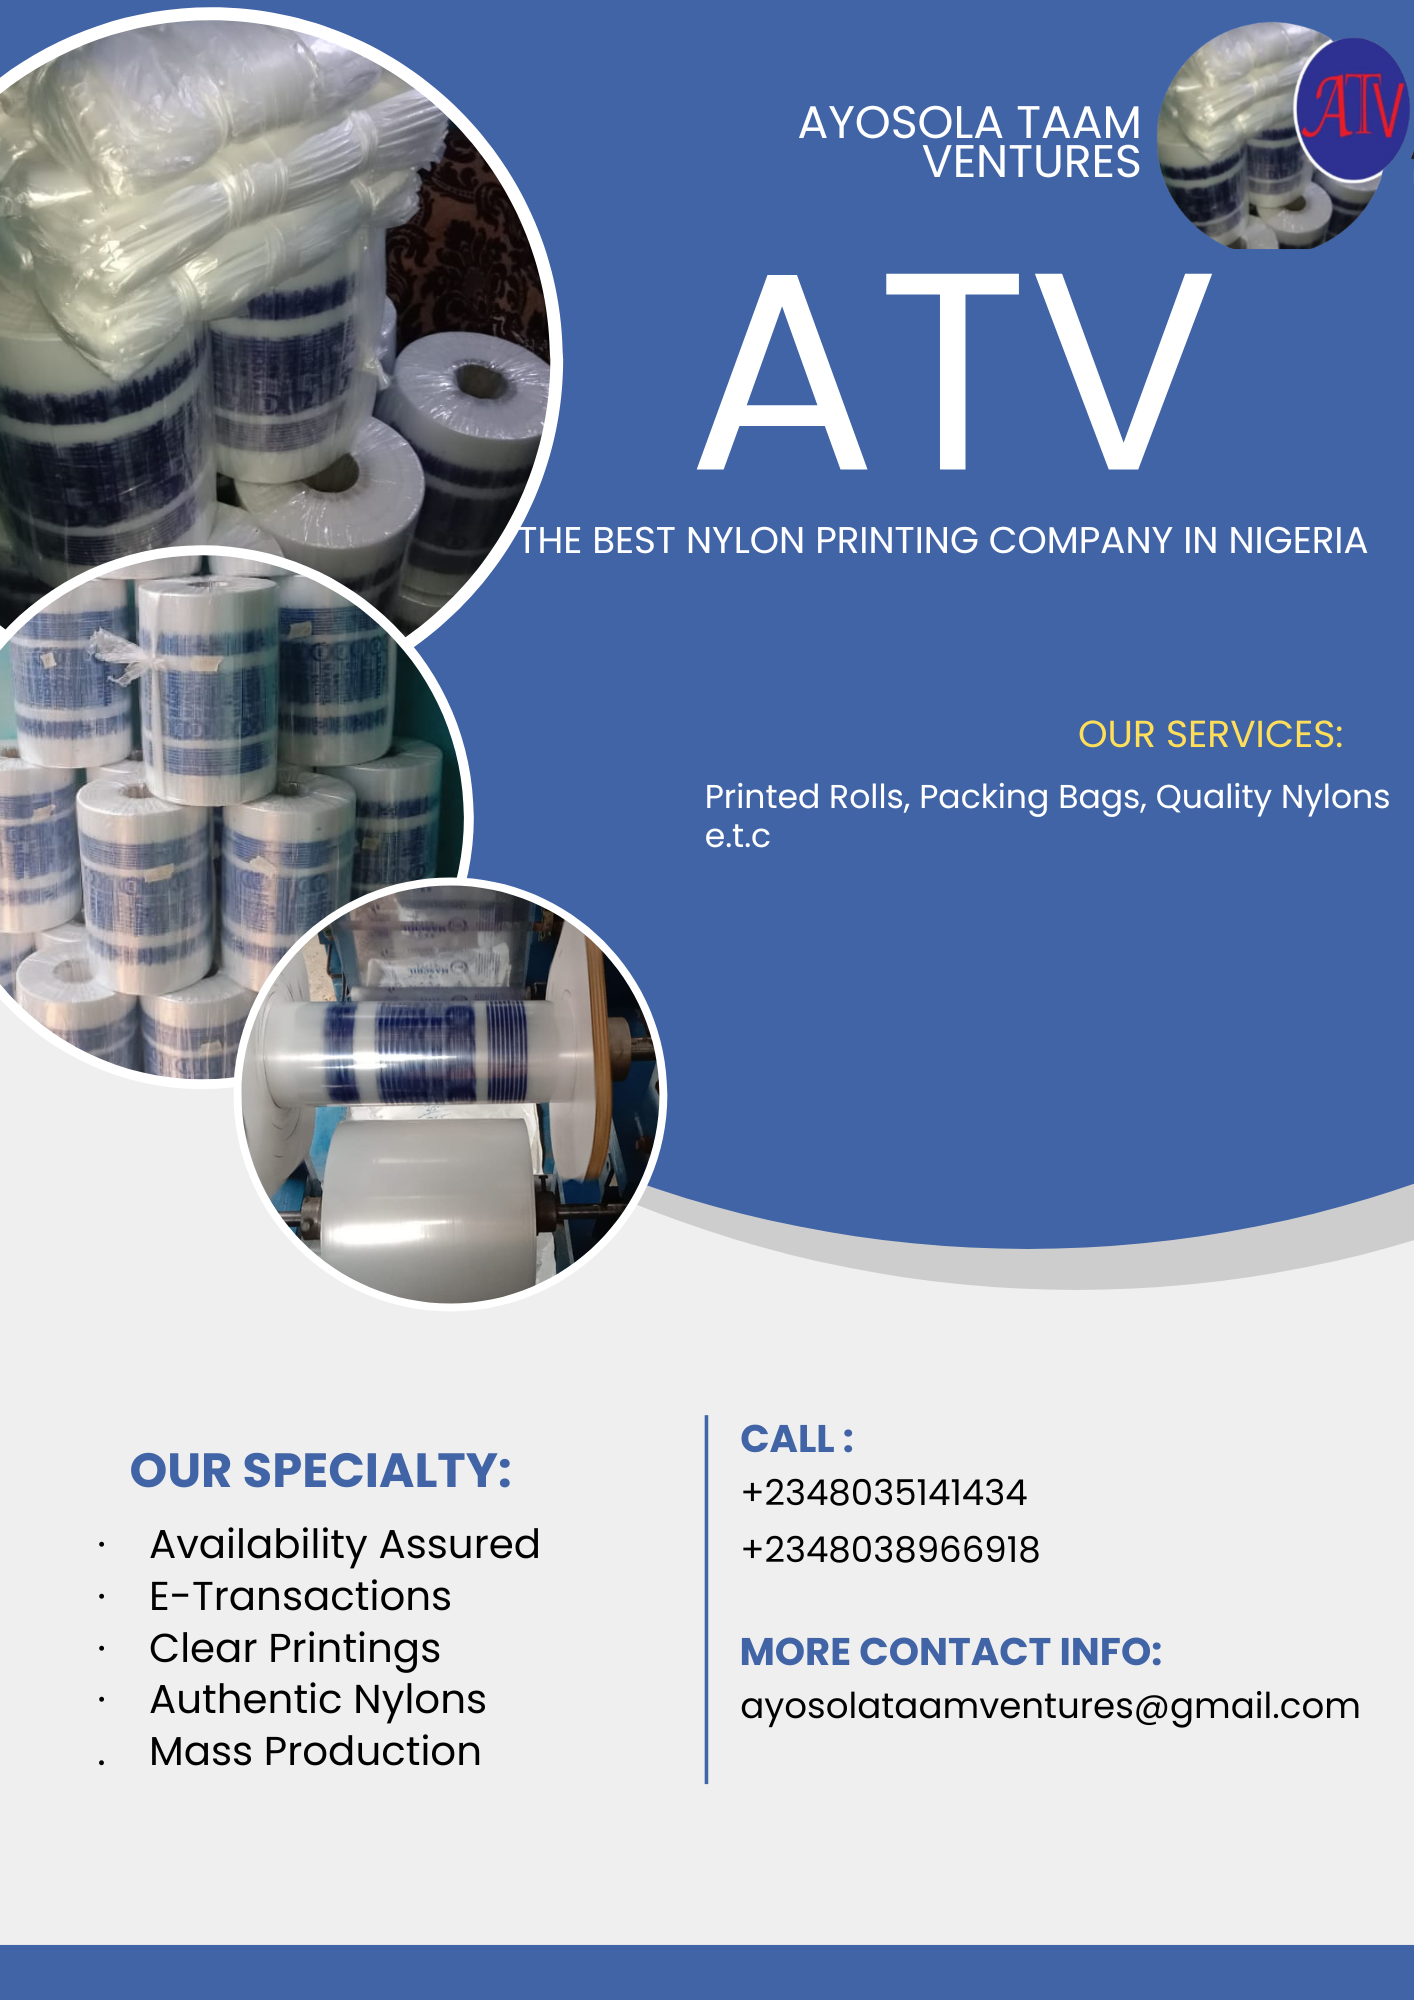 AYOSOLA TAAM
VENTURES
ATV
ATV
THE BEST NYLON PRINTING COMPANY IN NIGERIA
OUR SERVICES:
Printed Rolls, Packing Bags, Quality Nylons
e.t.c
OUR SPECIALTY:
· Availability Assured
· E-Transactions
· Clear Printings
· Authentic Nylons
. Mass Production
CALL :
+2348035141434
+2348038966918
MORE CONTACT INFO:
ayosolataamventures@gmail.com